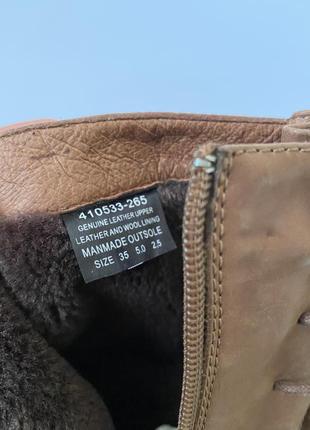 410533-265
GENUINE LEATHER UPPER
LEATHER AND WOOL LINING
MANMADE OUTSOLE
SIZE 35 5.0 2.5